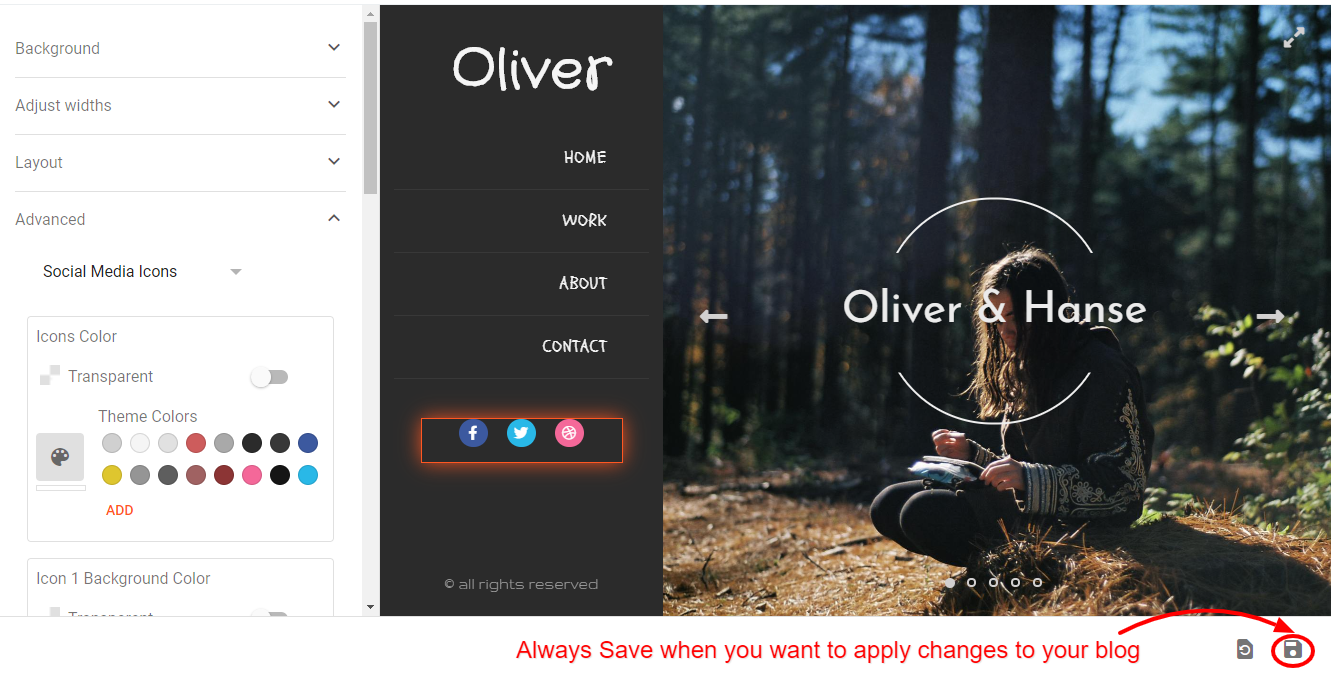 Background
Adjust widths
Layout
Advanced
Social Media Icons
Icons Color
Transparent
Theme Colors
ADD
Icon 1 Background Color
Transparent
Oliver
HOME
WORK
ABOUT
CONTACT
© all rights reserved
Oliver & Hanse
Always Save when you want to apply changes to your blog